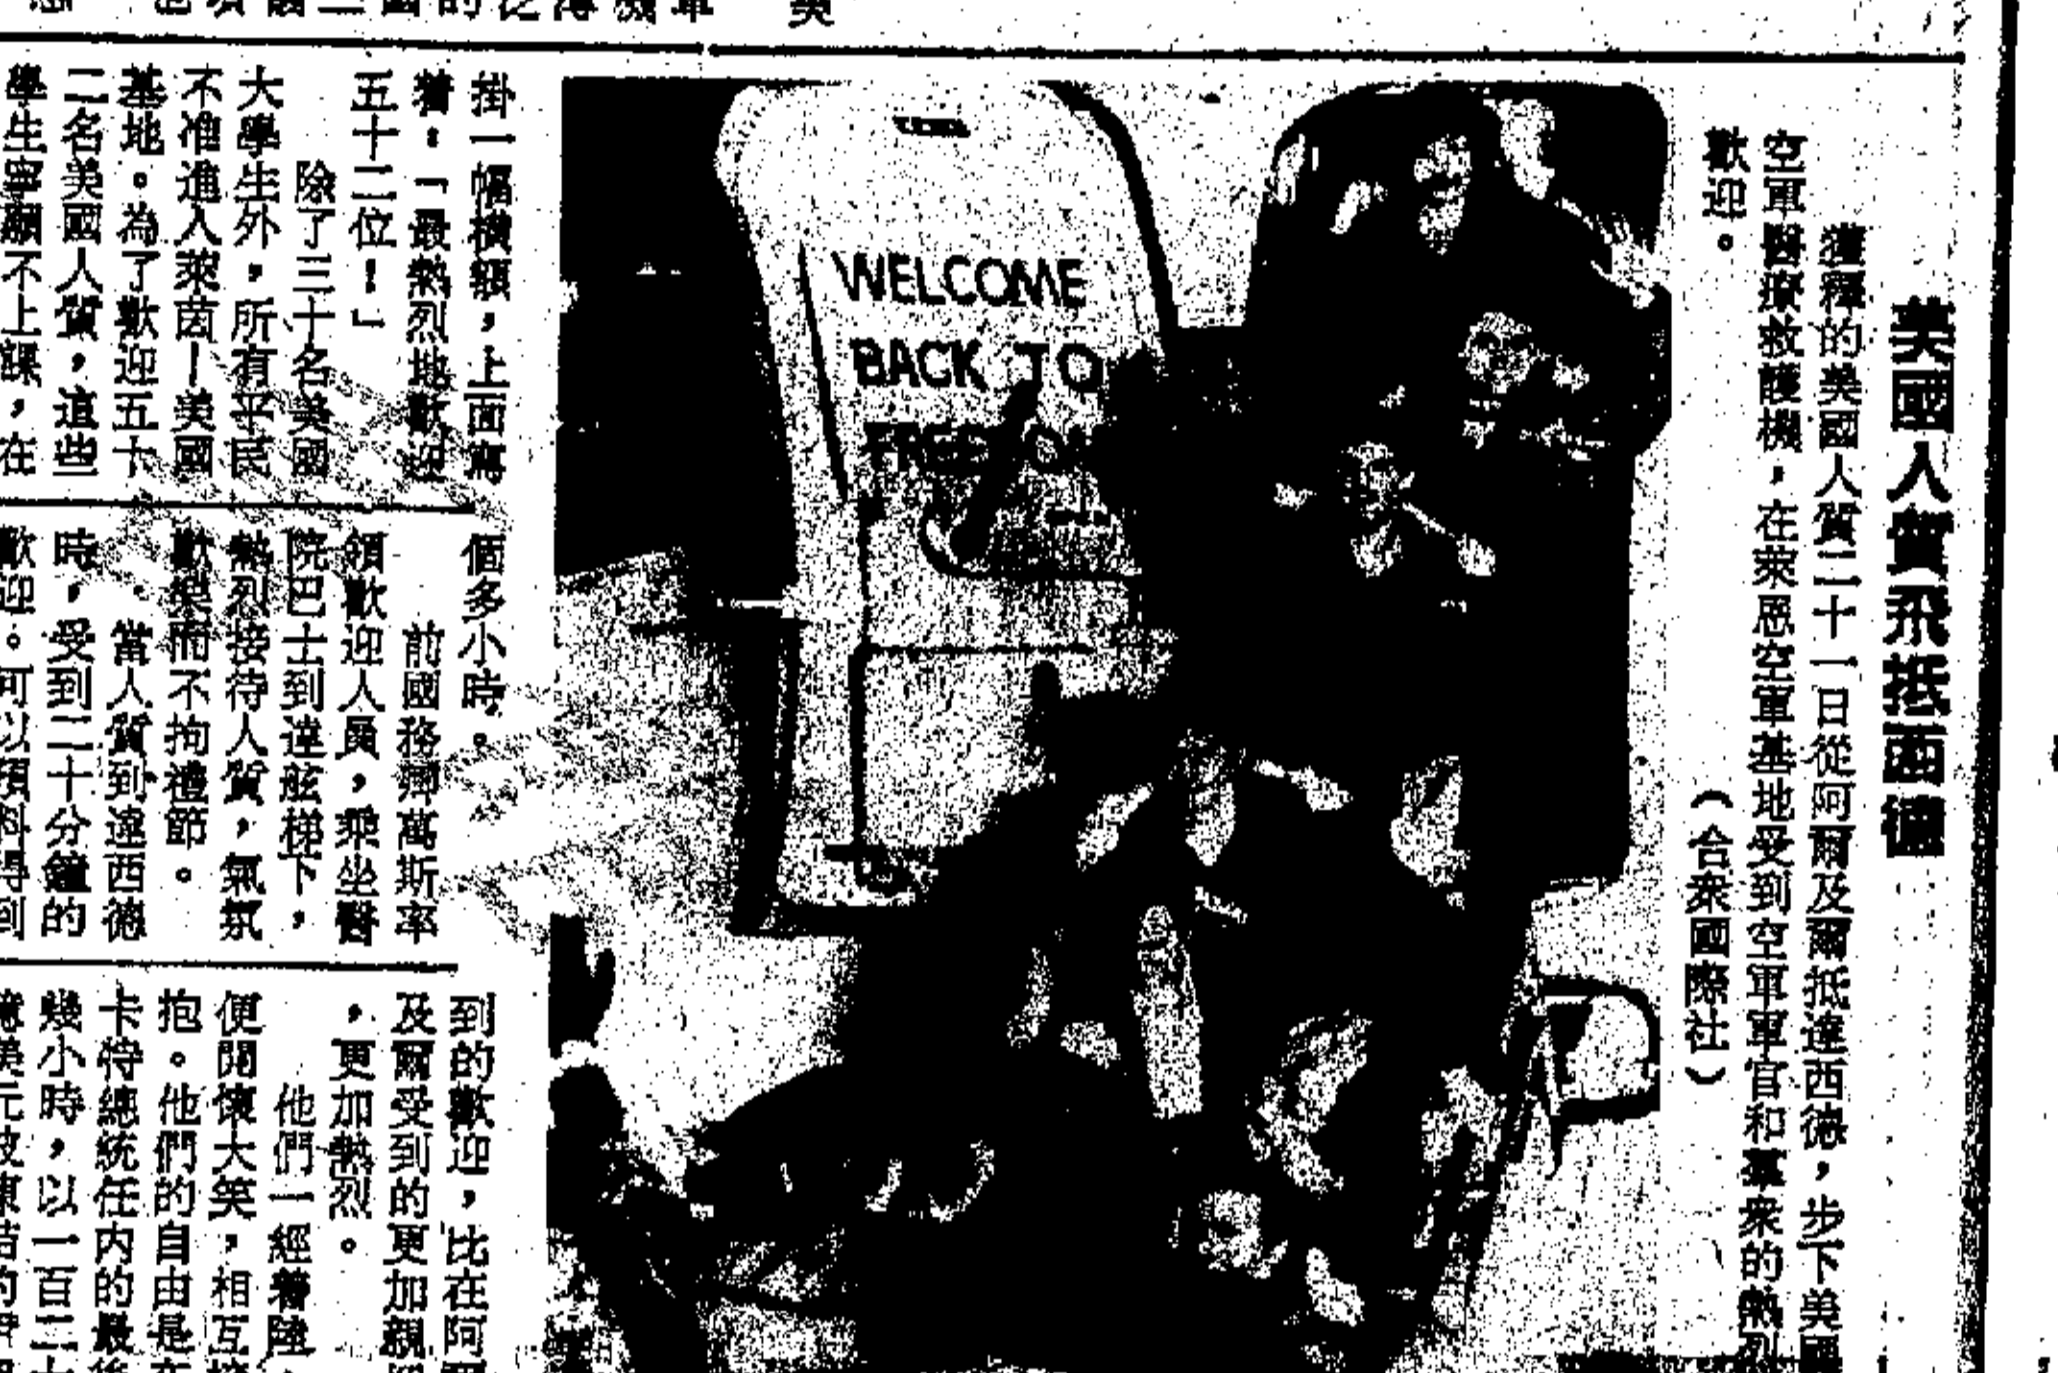 美國人質飛抵西德
獲釋的美國人質二十一日從阿爾及爾抵達西德，步下美國
空軍醫療救護機，在萊恩空軍基地受到空軍軍官和羣衆的熱烈
歡迎。
（合衆國際社）
WELCOME
BACK TO
掛一幅橫額，上面寫
着：「最熱烈地歡迎
五十二位！」
除了三十名美國
大學生外，所有平民
不准進入萊茵－美國
基地。為了歡迎五十
二名美國人質，這些
學生寧願不上課，在
個多小時。
前國務卿萬斯率
領歡迎人員，乘坐醫
院巴士到達舷梯下，
熱烈接待人質，氣氛
歡樂而不拘禮節。
當人質到達西德
時，受到二十分鐘的
歡迎。可以預料得到
到的歡迎，比在阿
及爾受到的更加親
，更加熱烈。
他們一經着陸
便開懷大笑，相互
抱。他們的自由是在
卡特總統任內的最後
幾小時，以一百二十